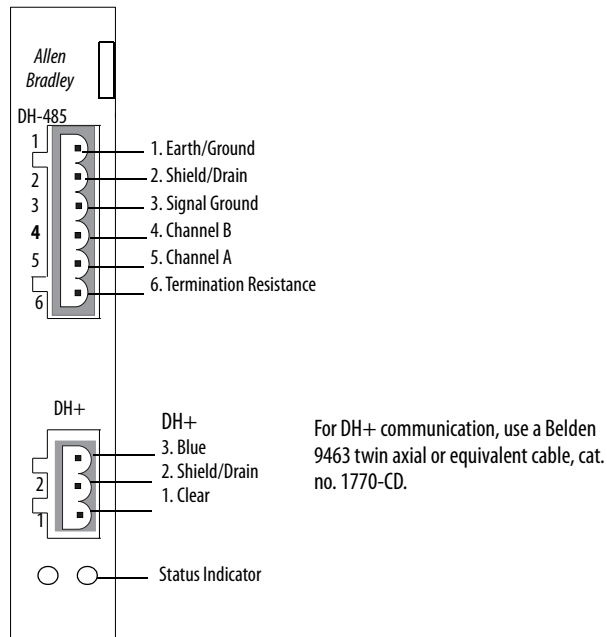 Allen
Bradley
DH-485
1
2
3
4
5
6
1. Earth/Ground
2. Shield/Drain
3. Signal Ground
4. Channel B
5. Channel A
6. Termination Resistance
DH+
2
1
DH+
3. Blue
2. Shield/Drain
1. Clear
For DH+ communication, use a Belden
9463 twin axial or equivalent cable, cat.
no. 1770-CD.
Status Indicator